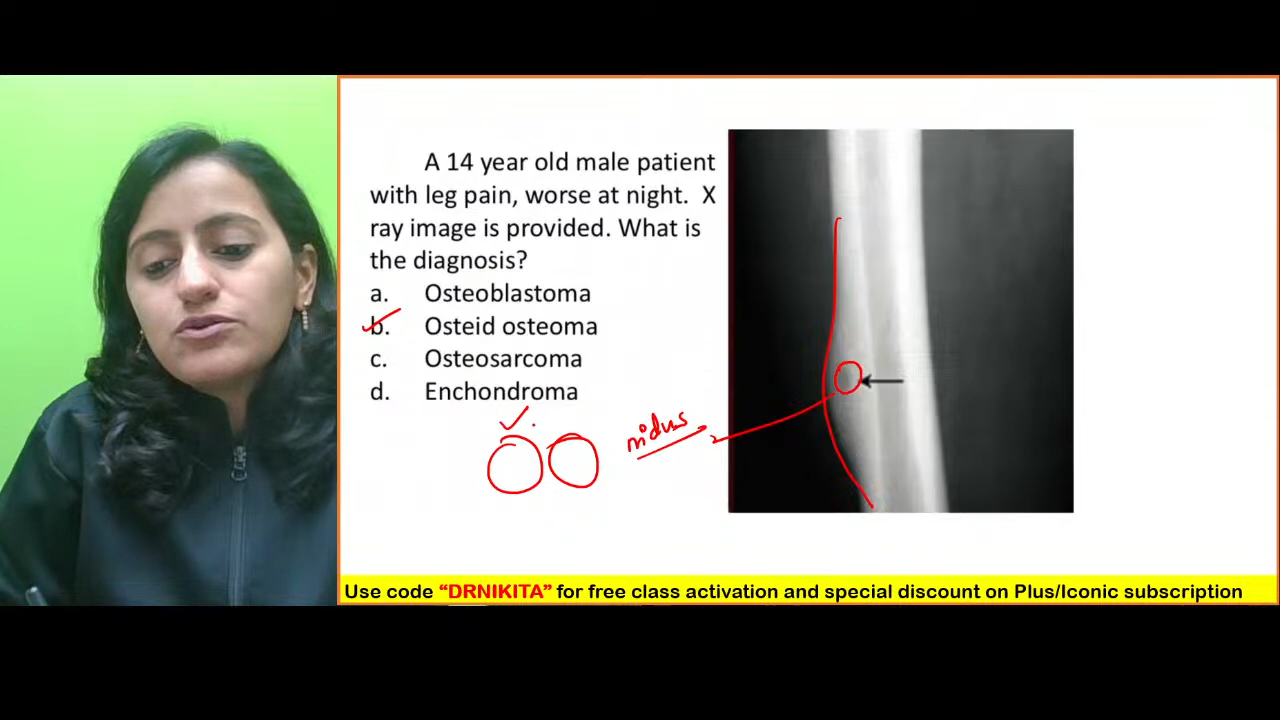 A 14 year old male patient
with leg pain, worse at night. X
ray image is provided. What is
the diagnosis?
a. Osteoblastoma
b. Osteid osteoma
c. Osteosarcoma
d. Enchondroma
nidus
Use code “DRNIKITA” for free class activation and special discount on Plus/Iconic subscription